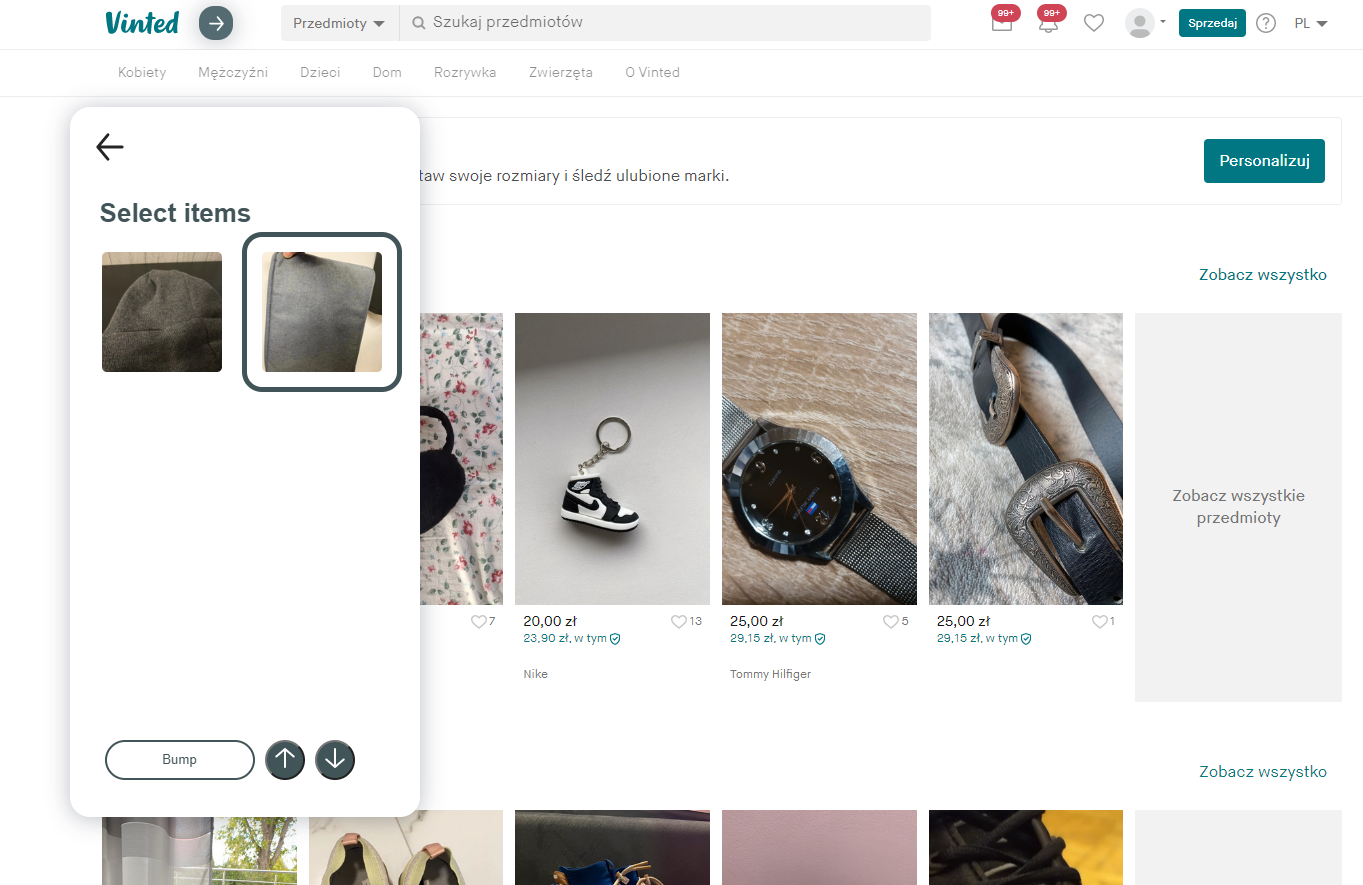 Vinted
Przedmioty
Szukaj przedmiotów
99+
99+
Sprzedaj
?
PL
Kobiety
Mężczyźni
Dzieci
Dom
Rozrywka
Zwierzęta
O Vinted
taw swoje rozmiary i śledź ulubione marki.
Personalizuj
Select items
Bump
Zobacz wszystko
7
20,00 zł
13
23,90 zł, w tym
Nike
25,00 zł
5
29,15 zł, w tym
Tommy Hilfiger
25,00 zł
1
29,15 zł, w tym
Zobacz wszystkie
przedmioty
Zobacz wszystko